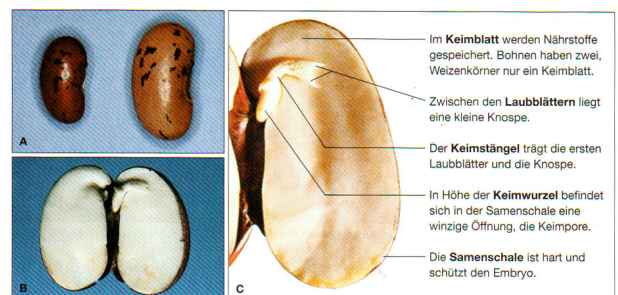 A
B
C
Im Keimblatt werden Nährstoffe
gespeichert. Bohnen haben zwei,
Weizenkörner nur ein Keimblatt.
Zwischen den Laubblättern liegt
eine kleine Knospe.
Der Keimstängel trägt die ersten
Laubblätter und die Knospe.
In Höhe der Keimwurzel befindet
sich in der Samenschale eine
winzige Öffnung, die Keimpore.
Die Samenschale ist hart und
schützt den Embryo.